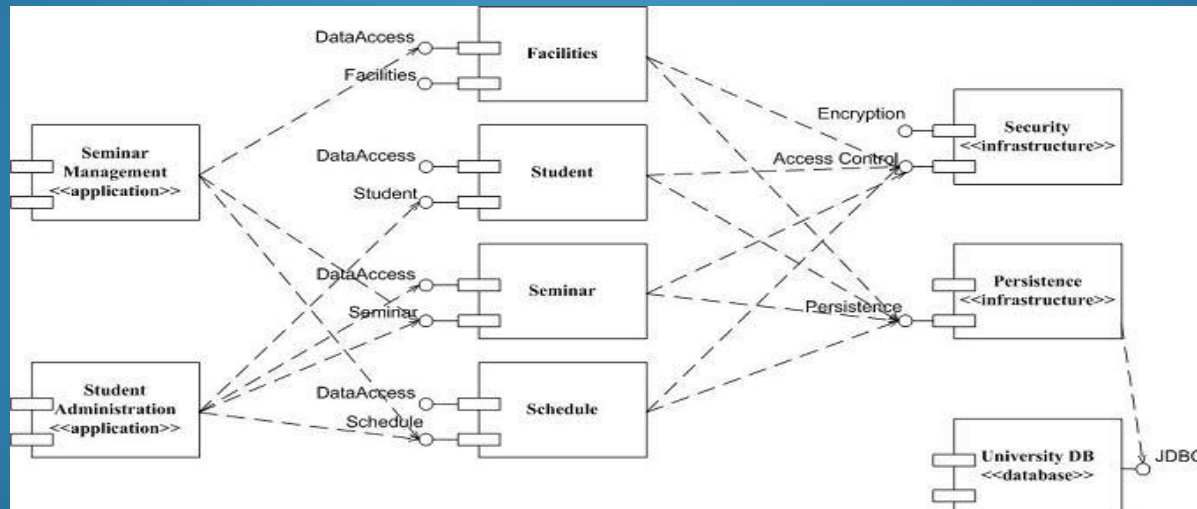 DataAccess
Facilities
Facilities
Encryption
Security
<<infrastructure>>
Access Control
Seminar
Management
<<application>>
DataAccess
Student
Student
DataAccess
Seminar
Seminar
Persistence
<<infrastructure>>
Persistence
Student
Administration
<<application>>
DataAccess
Schedule
Schedule
University DB
<<database>>
JDBC